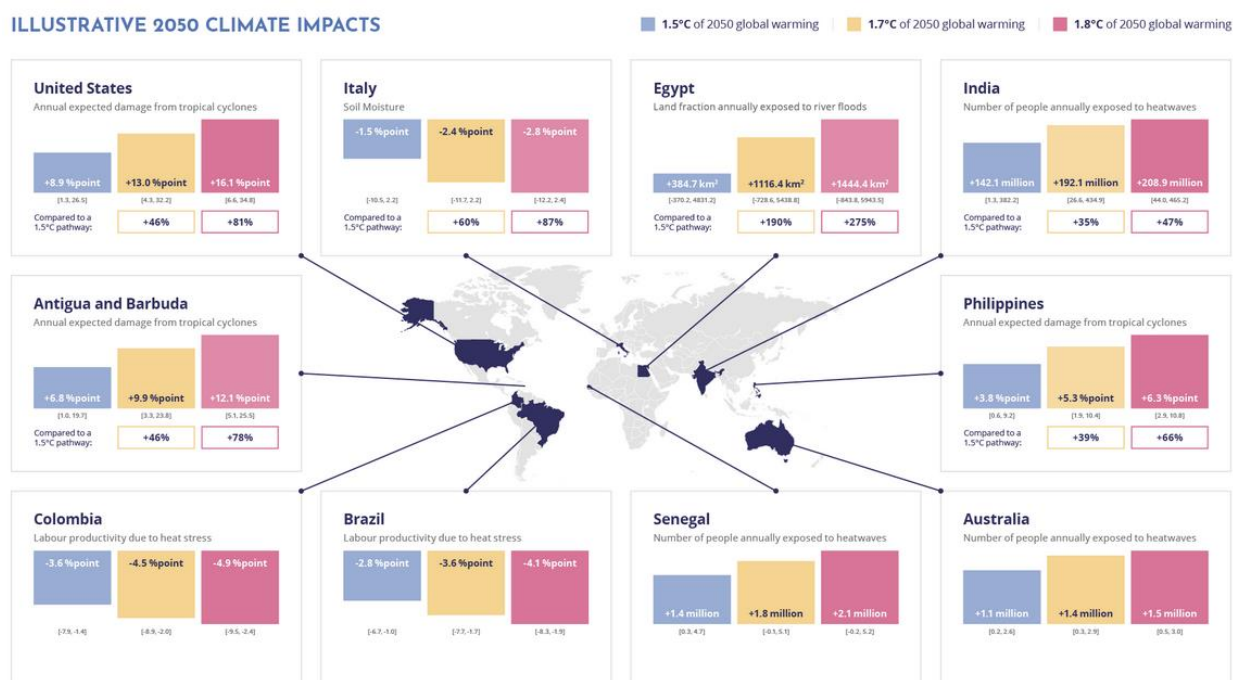 ILLUSTRATIVE 2050 CLIMATE IMPACTS
1.5°C of 2050 global warming
1.7°C of 2050 global warming
1.8°C of 2050 global warming
United States
Annual expected damage from tropical cyclones
+8.9 %point +13.0 %point +16.1 %point
[1.3, 26.5] [4.3, 32.2] [6.6, 34.8]
Compared to a
1.5°C pathway:
+46% +81%
Italy
Soil Moisture
-1.5 %point -2.4 %point -2.8 %point
[-10.5, 2.2] [-11.7, 2.2] [-12.2, 2.4]
Compared to a
1.5°C pathway:
+60% +87%
Egypt
Land fraction annually exposed to river floods
+384.7 km² +1116.4 km² +1444.4 km²
[-370.2, 4831.2] [-728.6, 5438.8] [-843.8, 5943.5]
Compared to a
1.5°C pathway:
+190% +275%
India
Number of people annually exposed to heatwaves
+142.1 million +192.1 million +208.9 million
[1.3, 382.2] [26.6, 434.9] [44.0, 465.2]
Compared to a
1.5°C pathway:
+35% +47%
Antigua and Barbuda
Annual expected damage from tropical cyclones
+6.8 %point +9.9 %point +12.1 %point
[1.0, 19.7] [3.3, 23.8] [5.1, 25.5]
Compared to a
1.5°C pathway:
+46% +78%
Philippines
Annual expected damage from tropical cyclones
+3.8 %point +5.3 %point +6.3 %point
[0.6, 9.2] [1.9, 10.4] [2.9, 10.8]
Compared to a
1.5°C pathway:
+39% +66%
Colombia
Labour productivity due to heat stress
-3.6 %point -4.5 %point -4.9 %point
[-7.9, -1.4] [-8.9, -2.0] [-9.5, -2.4]
Brazil
Labour productivity due to heat stress
-2.8 %point -3.6 %point -4.1 %point
[-6.7, -1.0] [-7.7, -1.7] [-8.3, -1.9]
Senegal
Number of people annually exposed to heatwaves
+1.4 million +1.8 million +2.1 million
[0.3, 4.7] [-0.1, 5.1] [-0.2, 5.2]
Australia
Number of people annually exposed to heatwaves
+1.1 million +1.4 million +1.5 million
[0.2, 2.6] [0.3, 2.9] [0.5, 3.0]